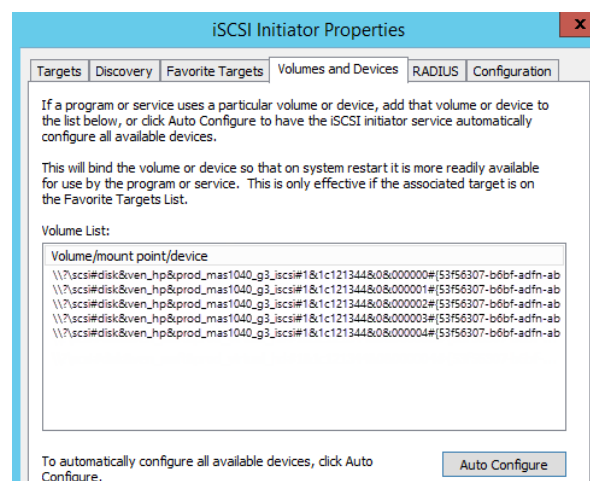 iSCSI Initiator Properties
x
Targets Discovery Favorite Targets Volumes and Devices RADIUS Configuration
If a program or service uses a particular volume or device, add that volume or device to
the list below, or click Auto Configure to have the iSCSI initiator service automatically
configure all available devices.
This will bind the volume or device so that on system restart it is more readily available
for use by the program or service. This is only effective if the associated target is on
the Favorite Targets List.
Volume List:
Volume/mount point/device
\\?\scsi#disk&ven_hp&prod_mas1040_g3_iscsi#1&1c121344&0&000000#{53f56307-b6bf-adfn-ab
\\?\scsi#disk&ven_hp&prod_mas1040_g3_iscsi#1&1c121344&0&000001#{53f56307-b6bf-adfn-ab
\\?\scsi#disk&ven_hp&prod_mas1040_g3_iscsi#1&1c121344&0&000002#{53f56307-b6bf-adfn-ab
\\?\scsi#disk&ven_hp&prod_mas1040_g3_iscsi#1&1c121344&0&000003#{53f56307-b6bf-adfn-ab
\\?\scsi#disk&ven_hp&prod_mas1040_g3_iscsi#1&1c121344&0&000004#{53f56307-b6bf-adfn-ab
To automatically configure all available devices, click Auto
Configure.
Auto Configure